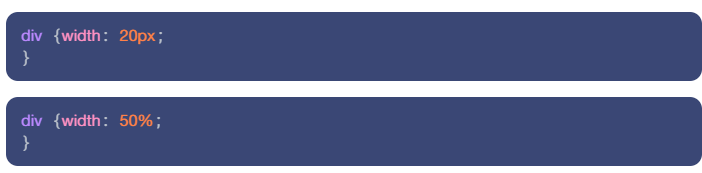 div {width: 20px;
}
div {width: 50%;
}